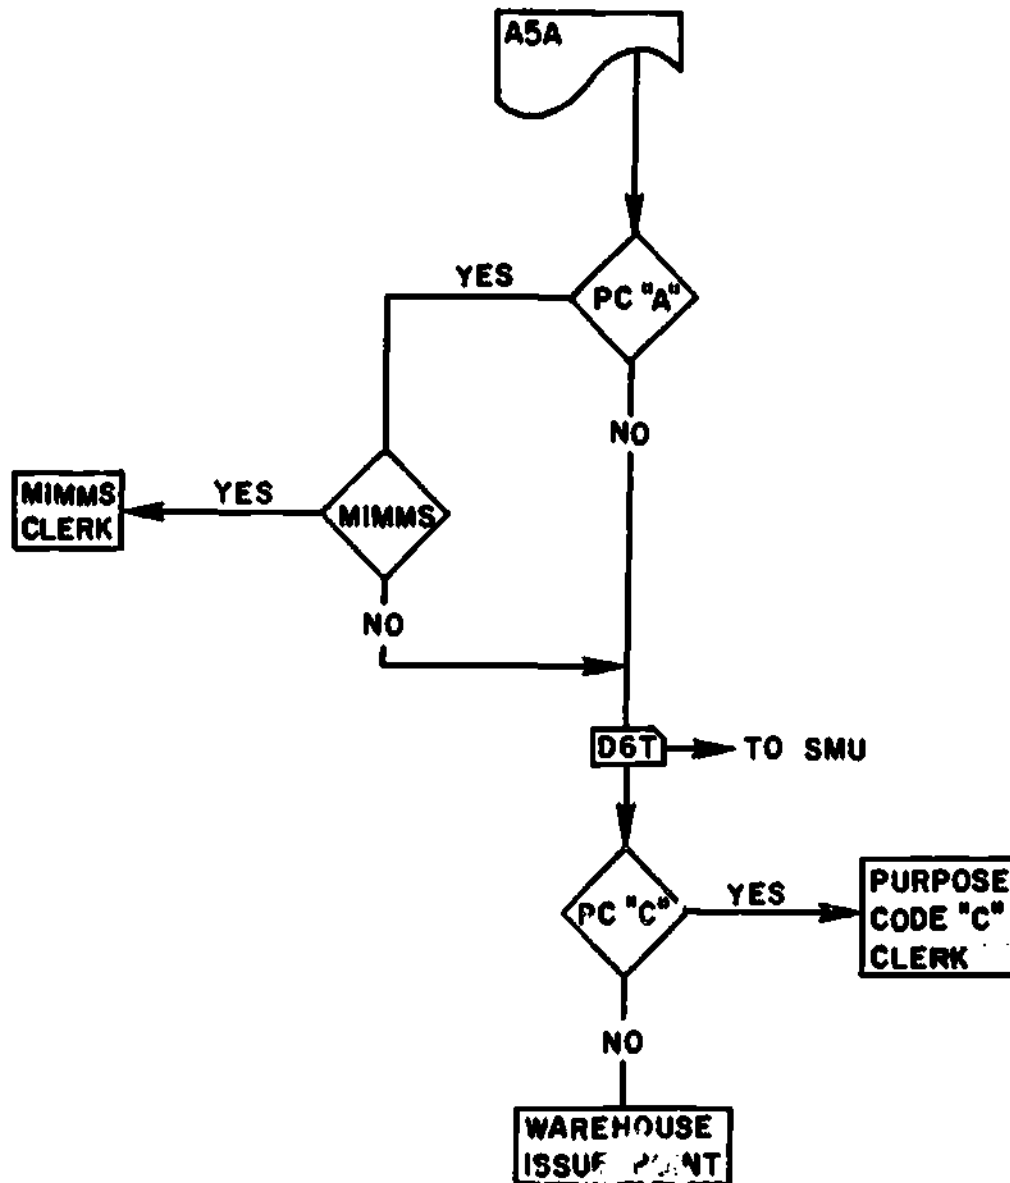 A5A
YES
PC "A"
NO
MIMMS
CLERK
YES
MIMMS
NO
D6T
TO SMU
PC "C"
YES
PURPOSE
CODE "C"
CLERK
NO
WAREHOUSE
ISSUE